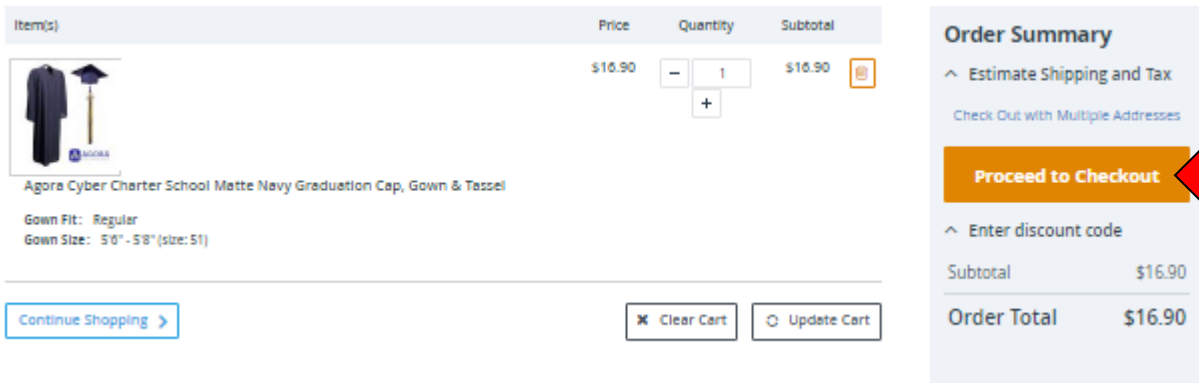 Item(s) Price Quantity Subtotal
$16.90 − 1 $16.90
+
AGORA
Agora Cyber Charter School Matte Navy Graduation Cap, Gown & Tassel
Gown Fit: Regular
Gown Size: 5'6" - 5'8" (size: 51)
Continue Shopping
Clear Cart
Update Cart
Order Summary
Estimate Shipping and Tax
Check Out with Multiple Addresses
Proceed to Checkout
Enter discount code
Subtotal $16.90
Order Total $16.90